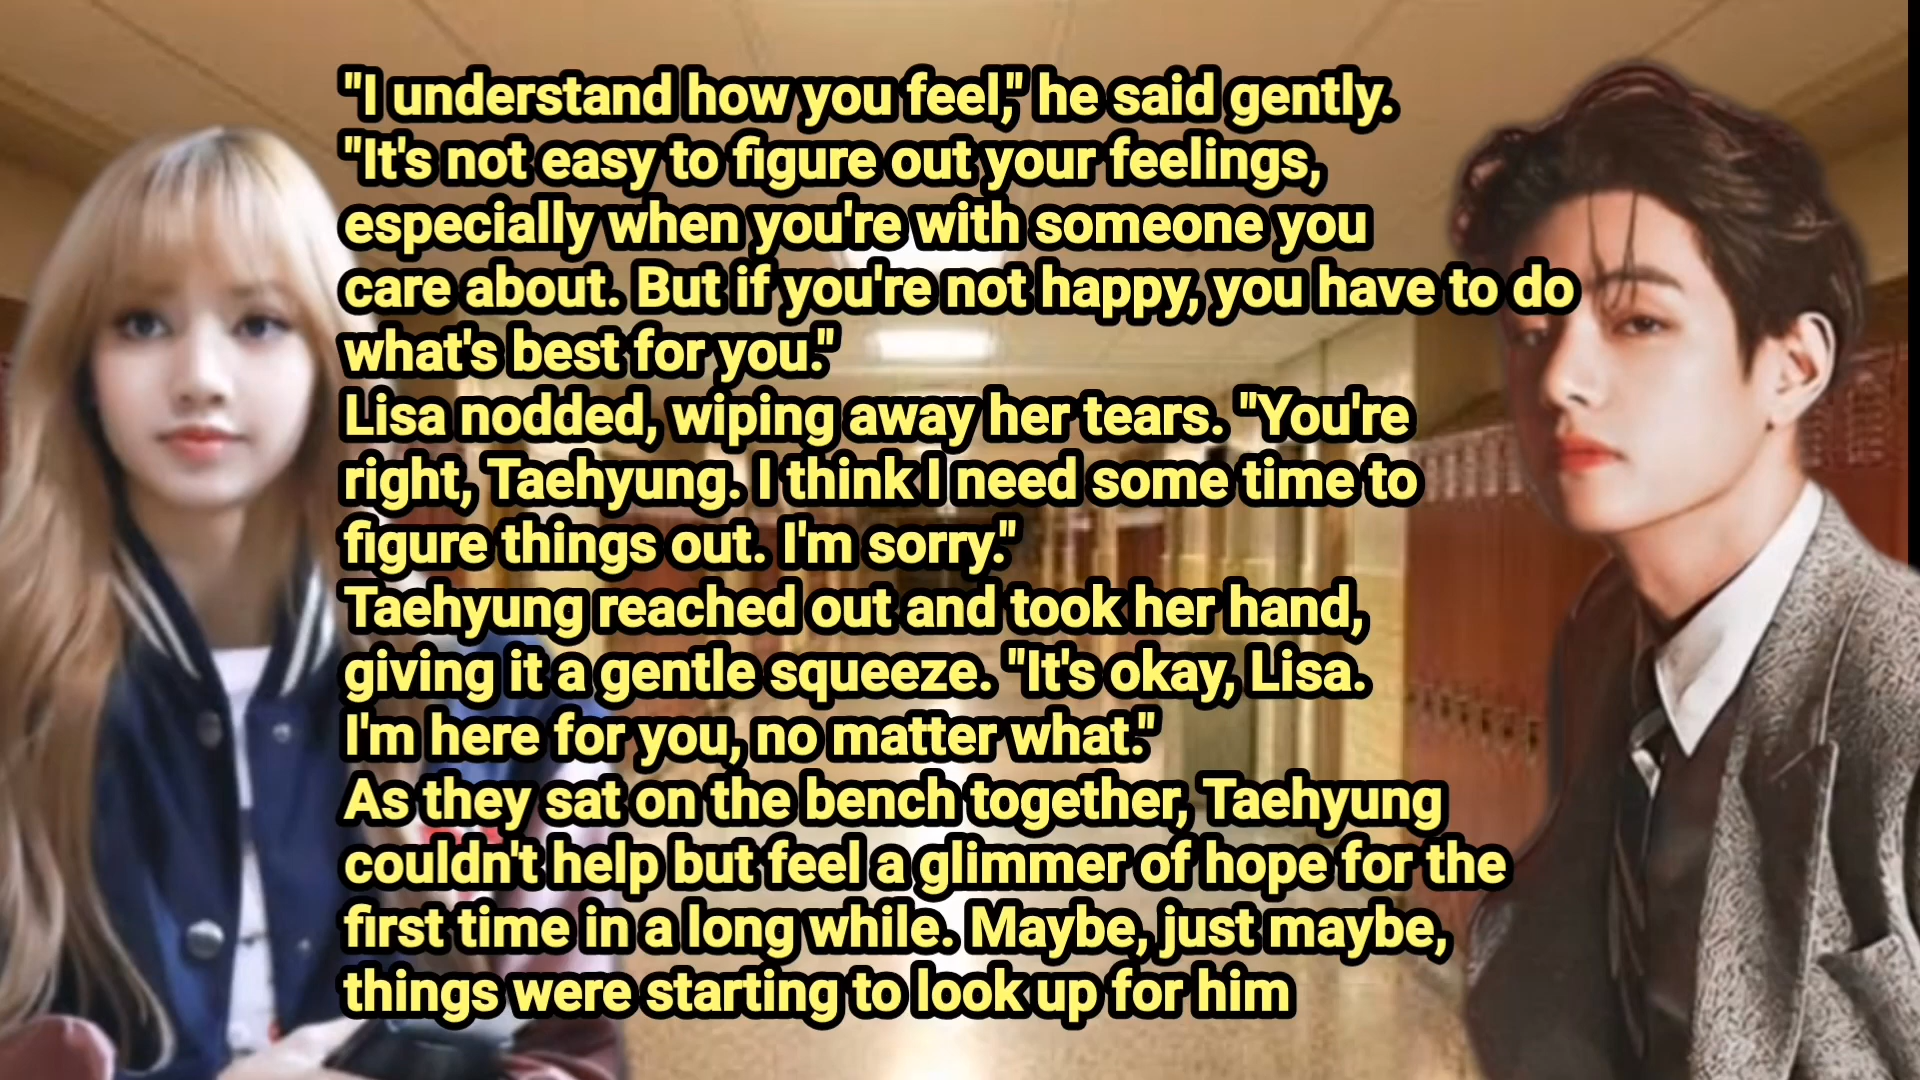 "I understand how you feel," he said gently.
"It's not easy to figure out your feelings,
especially when you're with someone you
care about. But if you're not happy, you have to do
what's best for you."
Lisa nodded, wiping away her tears. "You're
right, Taehyung. I think I need some time to
figure things out. I'm sorry."
Taehyung reached out and took her hand,
giving it a gentle squeeze. "It's okay, Lisa.
I'm here for you, no matter what."
As they sat on the bench together, Taehyung
couldn't help but feel a glimmer of hope for the
first time in a long while. Maybe, just maybe,
things were starting to look up for him